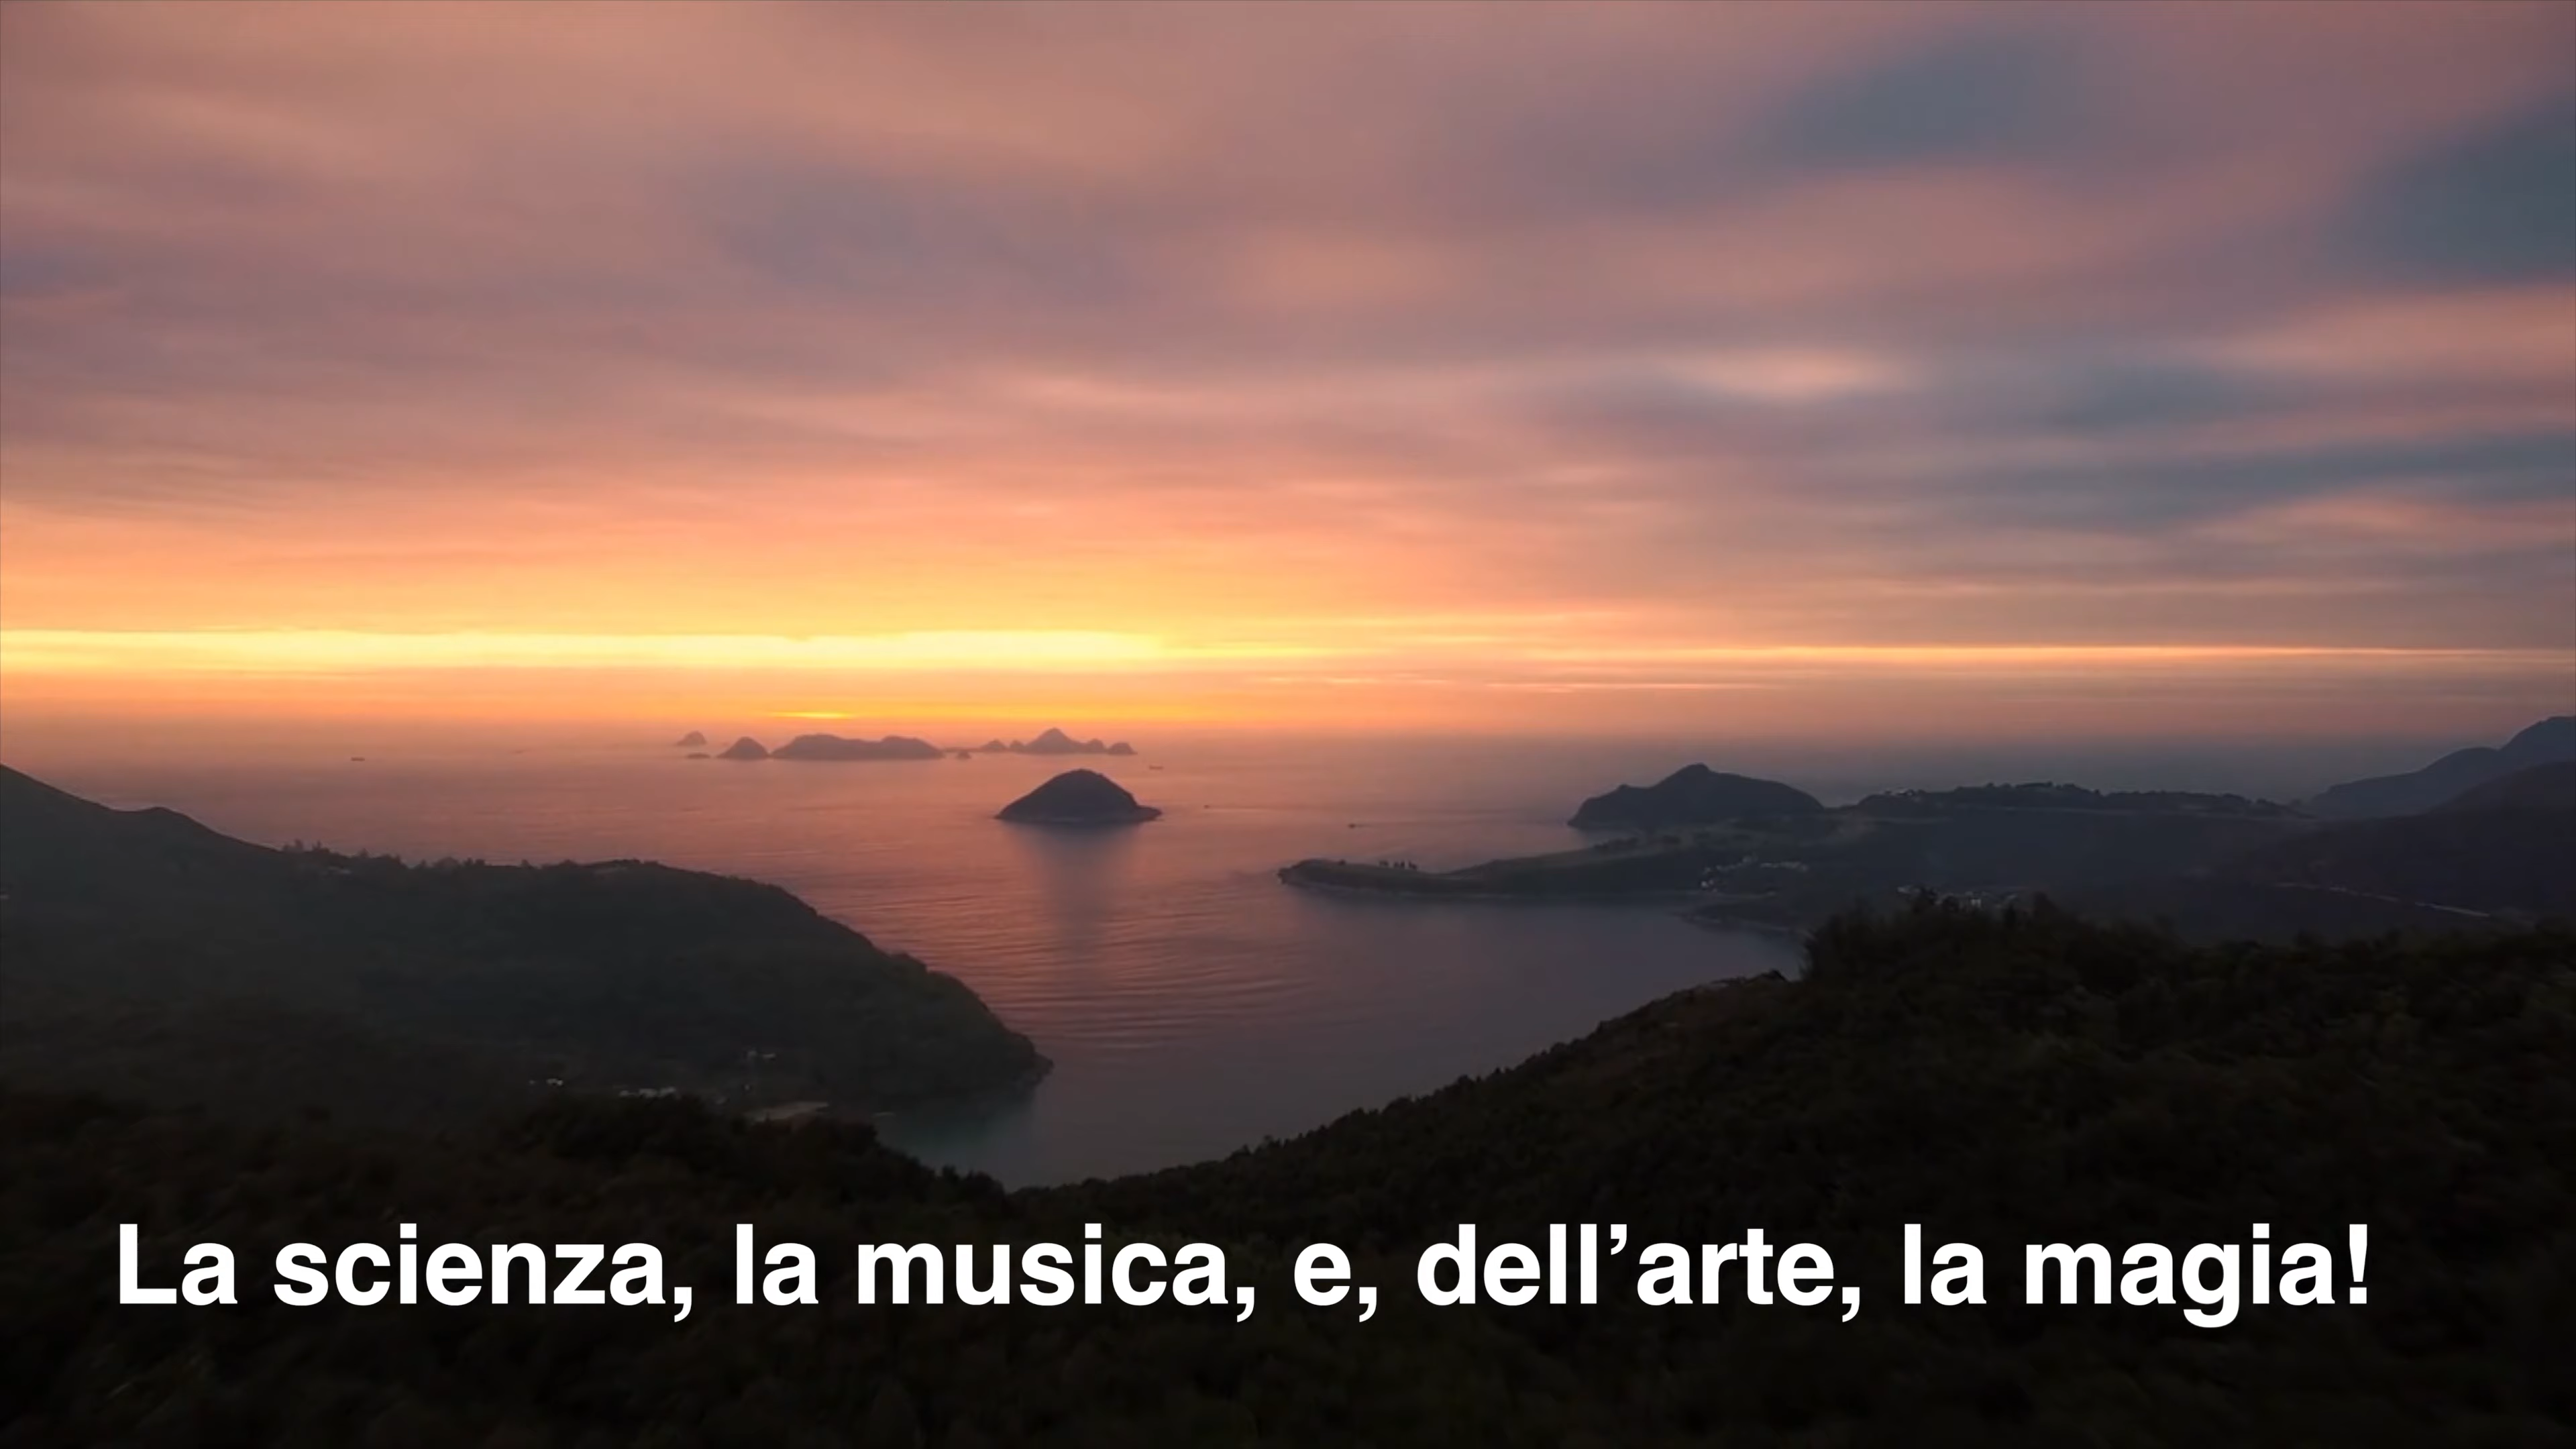 La scienza, la musica, e, dell’arte, la magia!